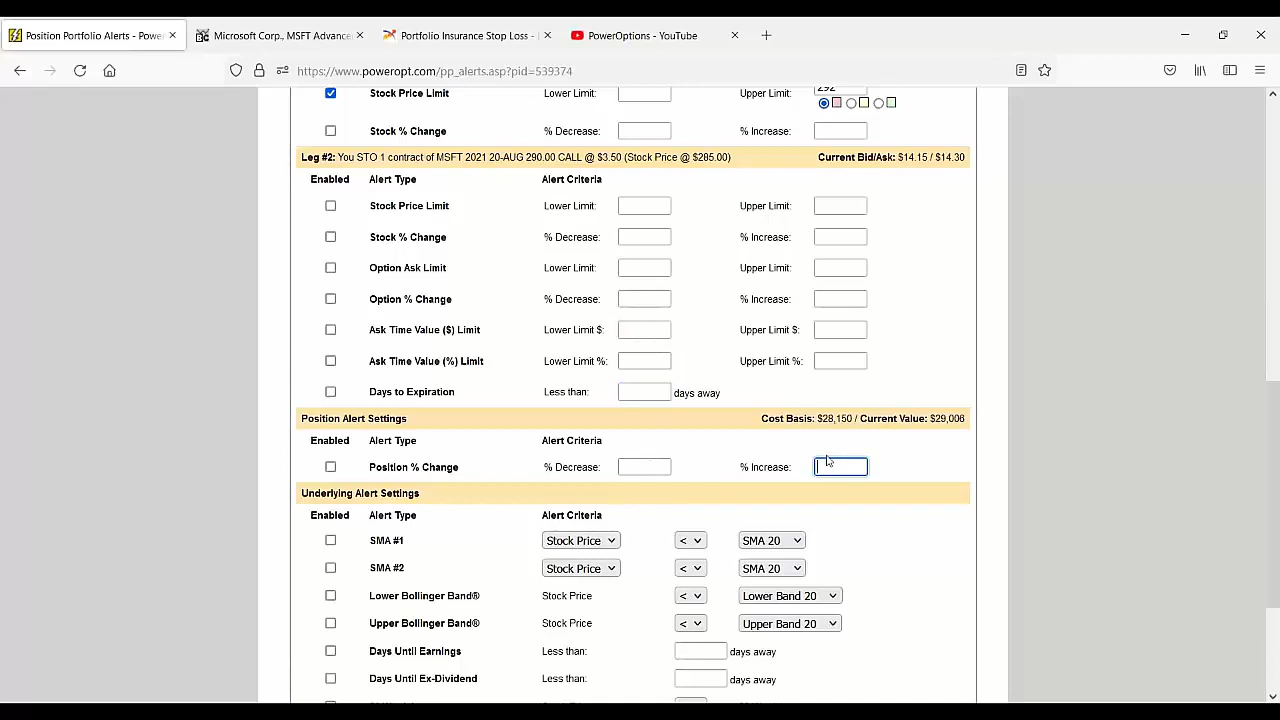 Position Portfolio Alerts - Powe
Microsoft Corp., MSFT Advance
Portfolio Insurance Stop Loss -
PowerOptions - YouTube
https://www.poweropt.com/pp_alerts.asp?pid=539374
Stock Price Limit Lower Limit: Upper Limit: 292
Stock % Change % Decrease: % Increase:
Leg #2: You STO 1 contract of MSFT 2021 20-AUG 290.00 CALL @ $3.50 (Stock Price @ $285.00) Current Bid/Ask: $14.15 / $14.30
Enabled Alert Type Alert Criteria
Stock Price Limit Lower Limit: Upper Limit:
Stock % Change % Decrease: % Increase:
Option Ask Limit Lower Limit: Upper Limit:
Option % Change % Decrease: % Increase:
Ask Time Value ($) Limit Lower Limit $: Upper Limit $:
Ask Time Value (%) Limit Lower Limit %: Upper Limit %:
Days to Expiration Less than: days away
Position Alert Settings Cost Basis: $28,150 / Current Value: $29,006
Enabled Alert Type Alert Criteria
Position % Change % Decrease: % Increase:
Underlying Alert Settings
Enabled Alert Type Alert Criteria
SMA #1 Stock Price < SMA 20
SMA #2 Stock Price < SMA 20
Lower Bollinger Band® Stock Price < Lower Band 20
Upper Bollinger Band® Stock Price < Upper Band 20
Days Until Earnings Less than: days away
Days Until Ex-Dividend Less than: days away